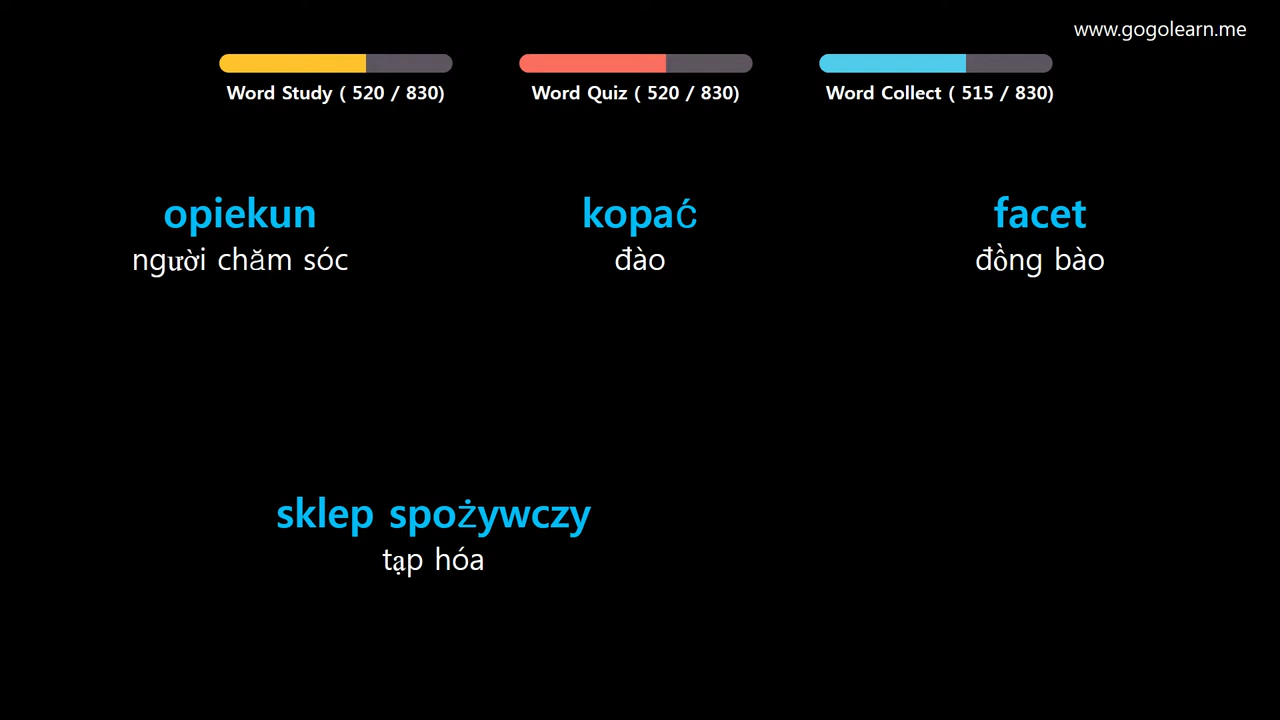 www.gogolearn.me
Word Study ( 520 / 830)
Word Quiz ( 520 / 830)
Word Collect ( 515 / 830)
opiekun
người chăm sóc
kopać
đào
facet
đồng bào
sklep spożywczy
tạp hóa